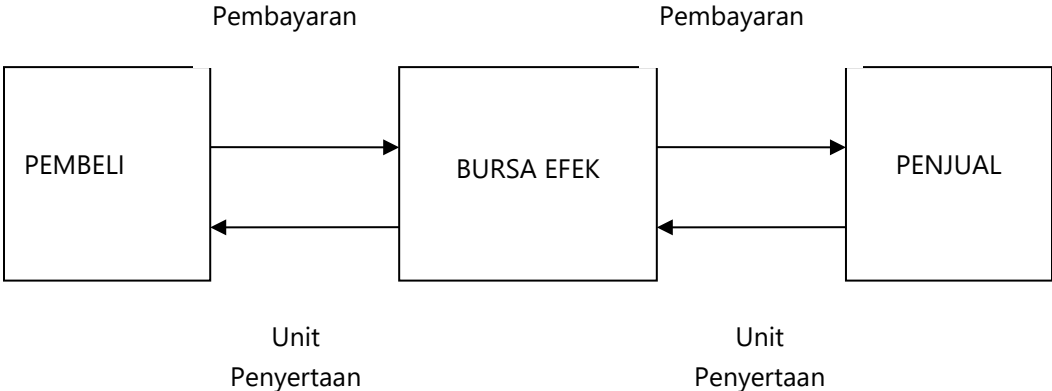 Pembayaran
Pembayaran
PEMBELI
BURSA EFEK
PENJUAL
Unit
Penyertaan
Unit
Penyertaan